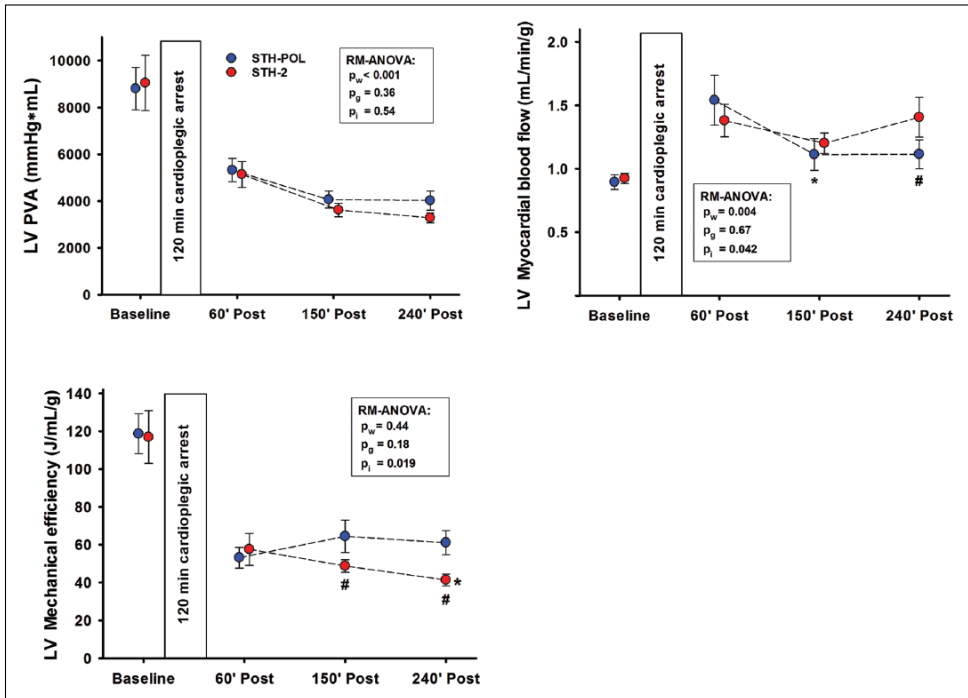 LV PVA (mmHg*mL)
10000
8000
6000
4000
2000
0
120 min cardioplegic arrest
STH-POL
STH-2
RM-ANOVA:
pw< 0.001
pg = 0.36
pi = 0.54
Baseline 60' Post 150' Post 240' Post
LV Myocardial blood flow (mL/min/g)
2.0
1.5
1.0
0.5
120 min cardioplegic arrest
*
#
RM-ANOVA:
pw= 0.004
pg = 0.67
pi = 0.042
Baseline 60' Post 150' Post 240' Post
LV Mechanical efficiency (J/mL/g)
140
120
100
80
60
40
20
0
120 min cardioplegic arrest
RM-ANOVA:
pw = 0.44
pg = 0.18
pi = 0.019
*
# #
Baseline 60' Post 150' Post 240' Post